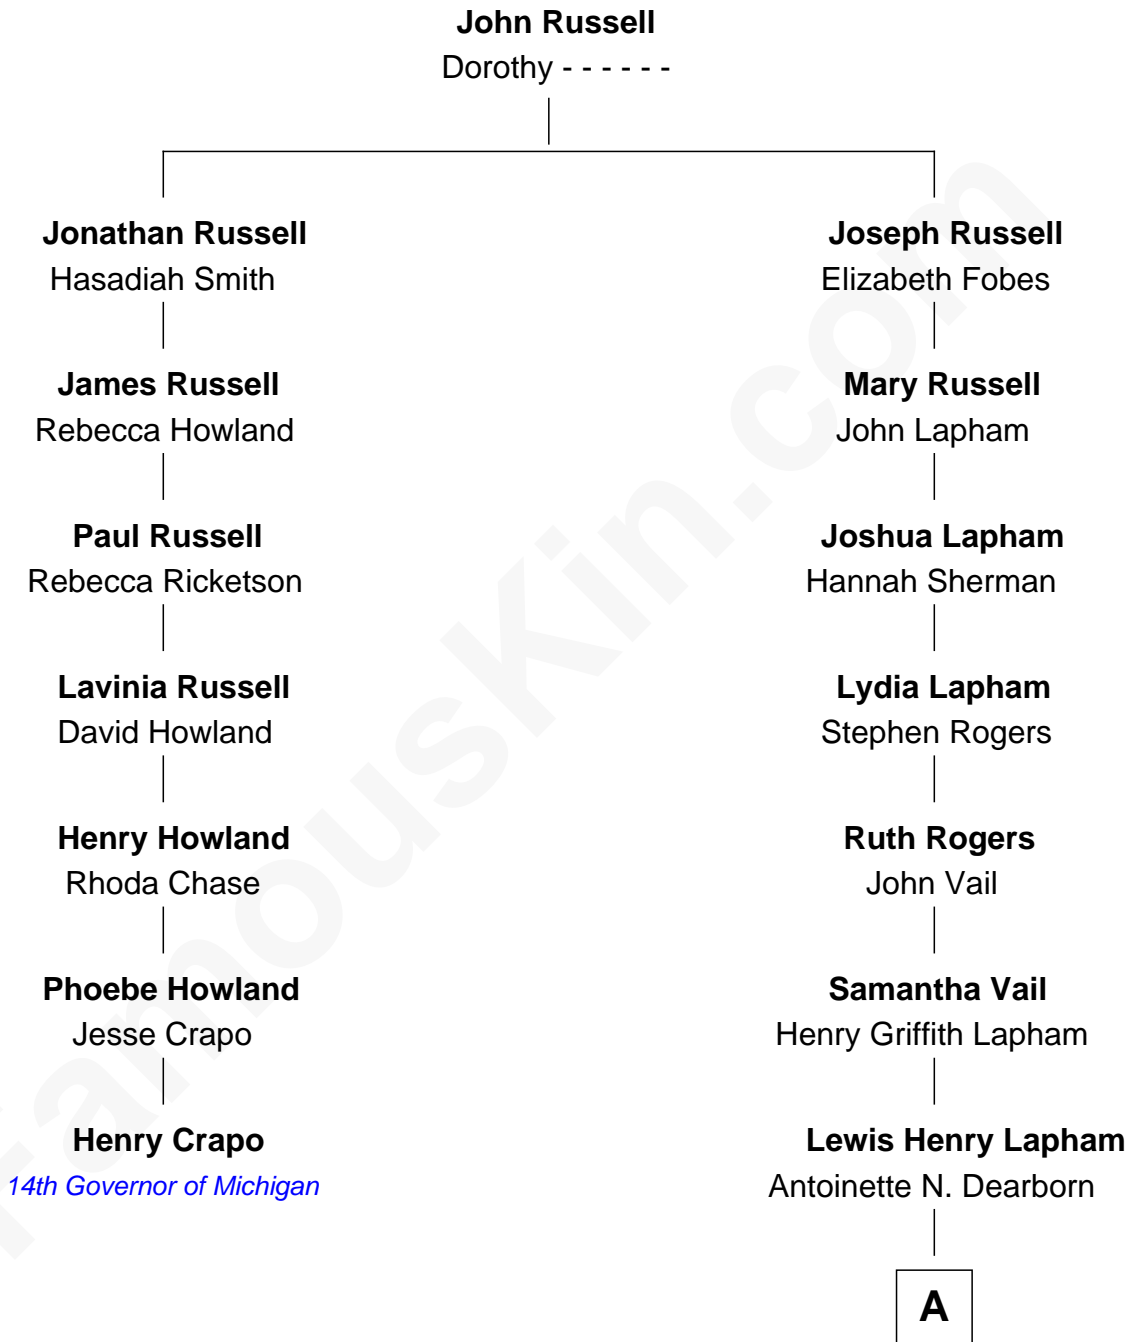 John Russell
Dorothy - - - - - -
Jonathan Russell
Hasadiah Smith
Joseph Russell
Elizabeth Fobes
James Russell
Rebecca Howland
Mary Russell
John Lapham
Paul Russell
Rebecca Ricketson
Joshua Lapham
Hannah Sherman
Lavinia Russell
David Howland
Lydia Lapham
Stephen Rogers
Henry Howland
Rhoda Chase
Ruth Rogers
John Vail
Phoebe Howland
Jesse Crapo
Samantha Vail
Henry Griffith Lapham
Henry Crapo
14th Governor of Michigan
Lewis Henry Lapham
Antoinette N. Dearborn
A
FamousKin.com